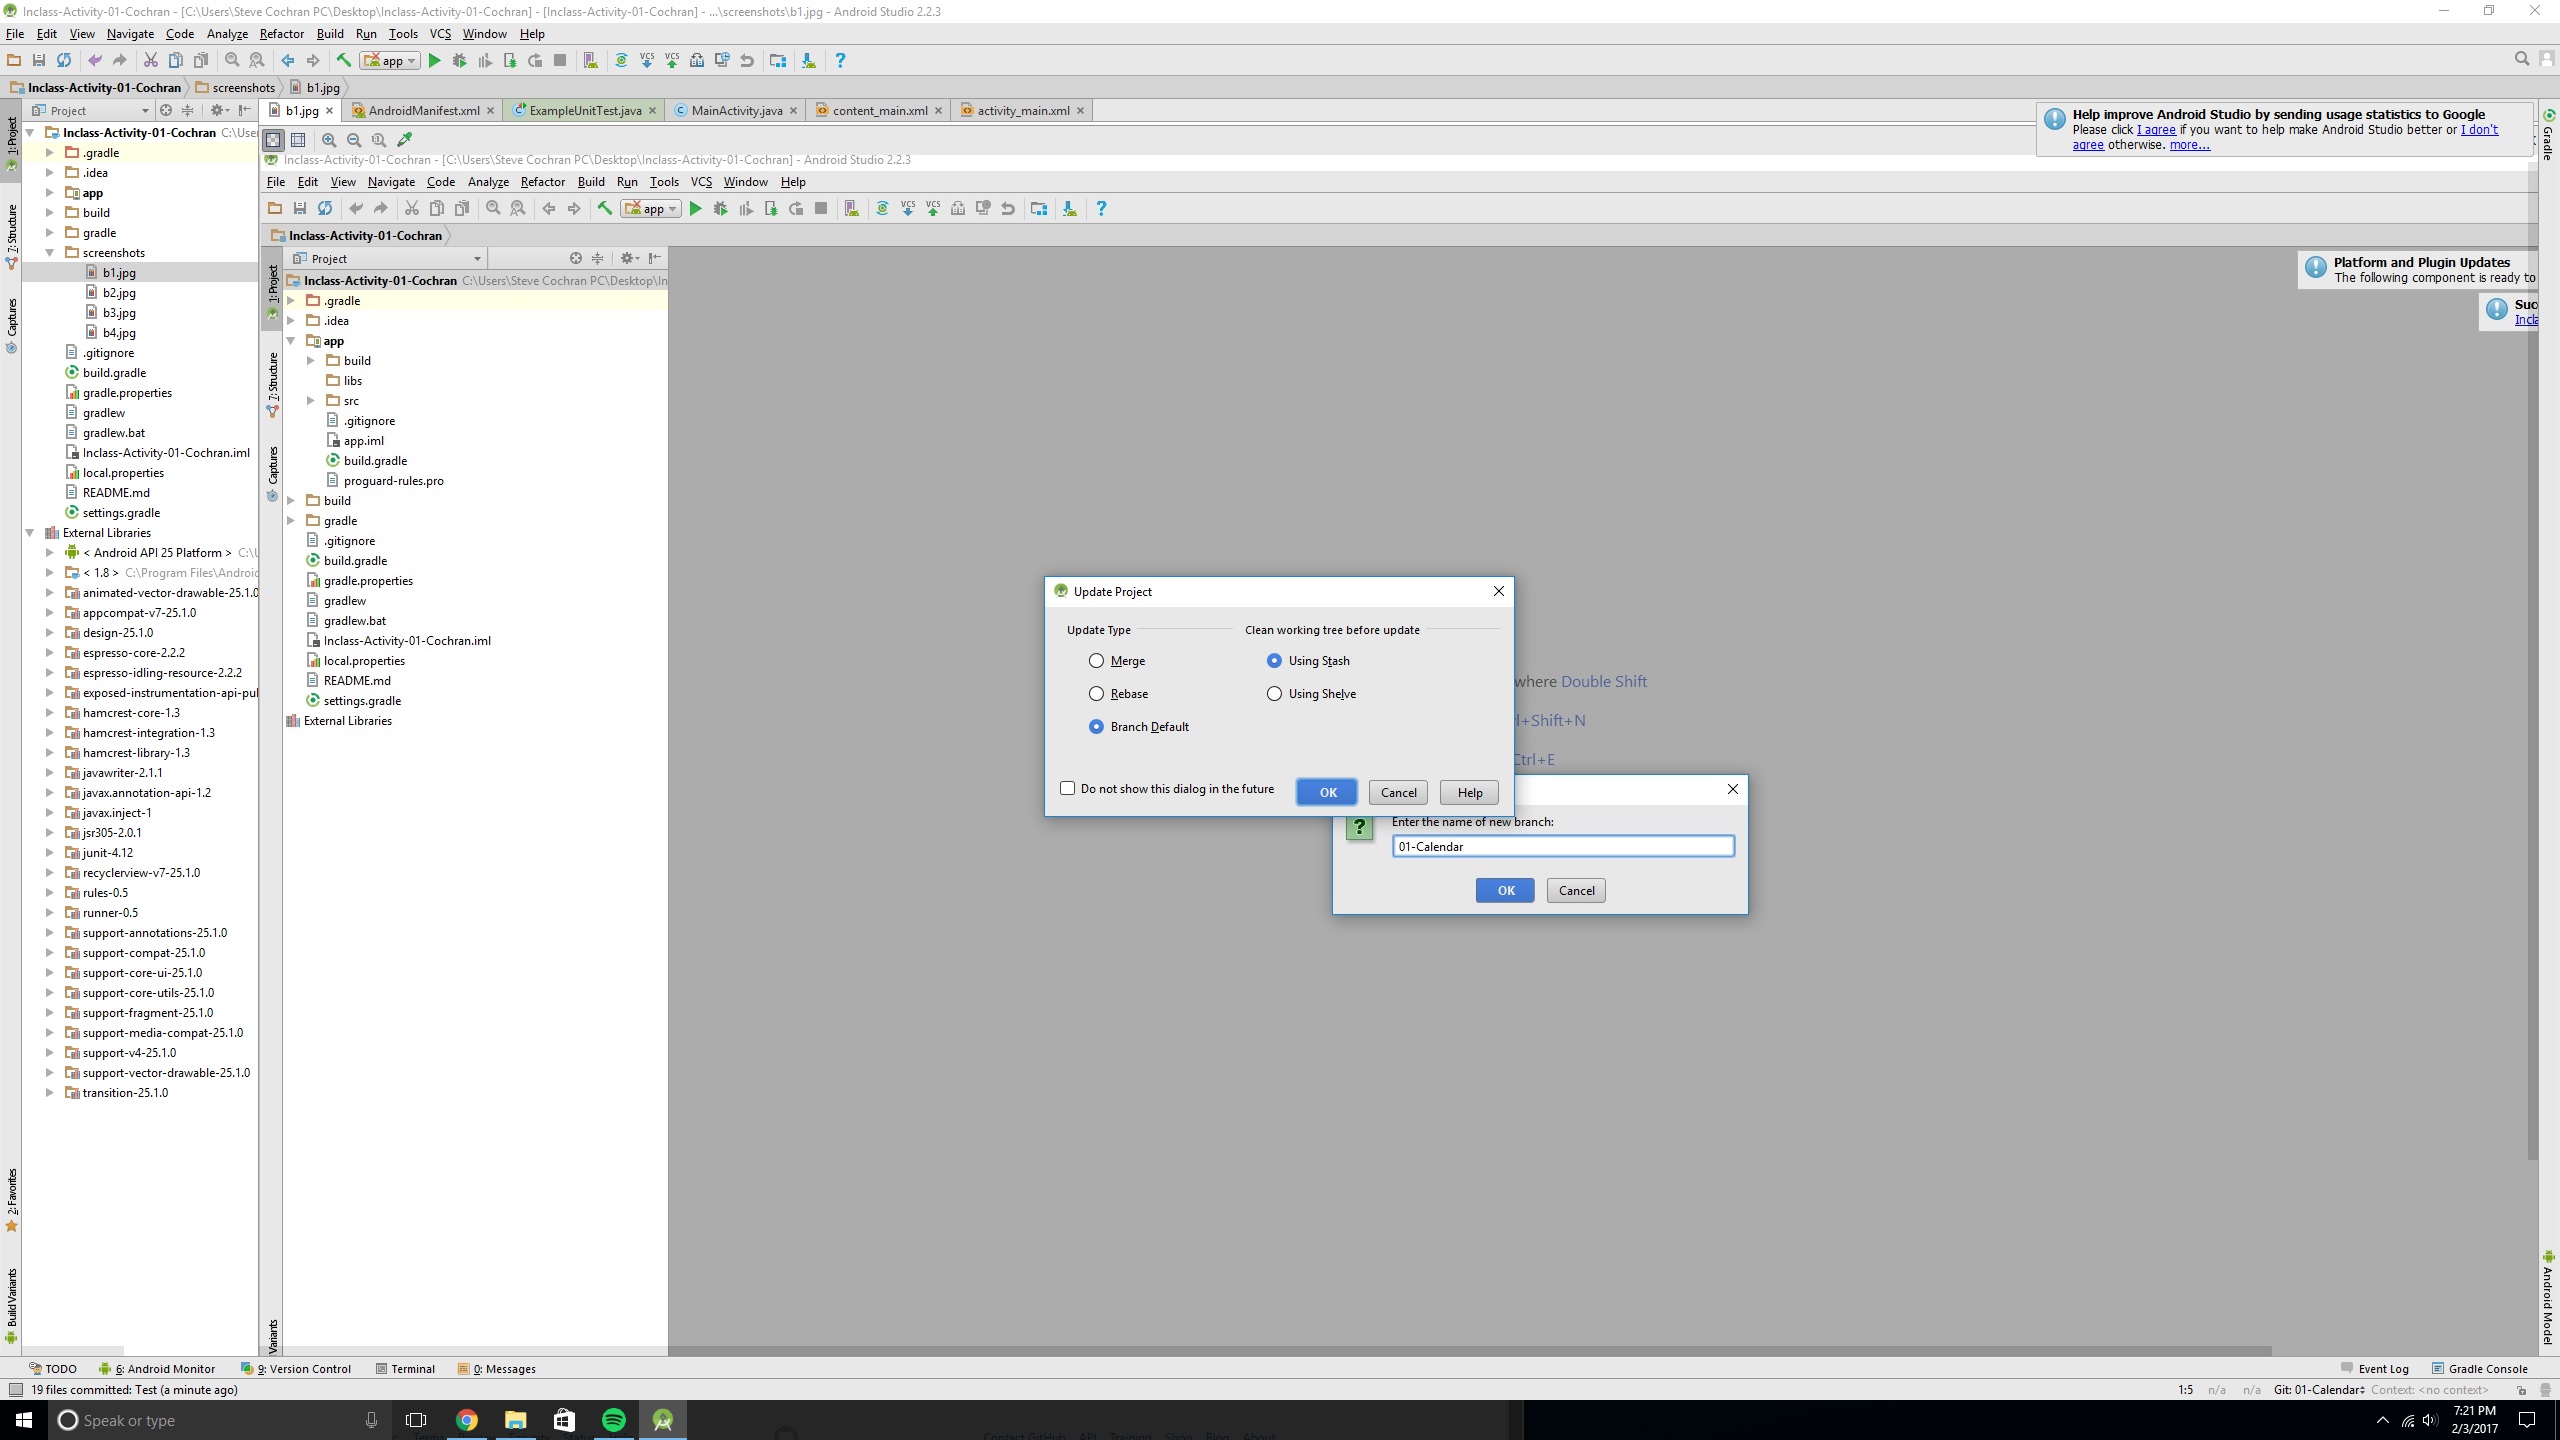 Inclass-Activity-01-Cochran - [C:\Users\Steve Cochran PC\Desktop\Inclass-Activity-01-Cochran] - [Inclass-Activity-01-Cochran] - ...\screenshots\b1.jpg - Android Studio 2.2.3
File Edit View Navigate Code Analyze Refactor Build Run Tools VCS Window Help
app VCS VCS ?
Inclass-Activity-01-Cochran screenshots b1.jpg
Project
b1.jpg AndroidManifest.xml ExampleUnitTest.java MainActivity.java content_main.xml activity_main.xml
Help improve Android Studio by sending usage statistics to Google
Please click I agree if you want to help make Android Studio better or I don't
agree otherwise. more...
1: Project
7: Structure
Captures
2: Favorites
Build Variants
Gradle
Android Model
Inclass-Activity-01-Cochran C:\Use
.gradle
.idea
app
build
gradle
screenshots
b1.jpg
b2.jpg
b3.jpg
b4.jpg
.gitignore
build.gradle
gradle.properties
gradlew
gradlew.bat
Inclass-Activity-01-Cochran.iml
local.properties
README.md
settings.gradle
External Libraries
< Android API 25 Platform > C:\U
< 1.8 > C:\Program Files\Androic
animated-vector-drawable-25.1.0
appcompat-v7-25.1.0
design-25.1.0
espresso-core-2.2.2
espresso-idling-resource-2.2.2
exposed-instrumentation-api-pul
hamcrest-core-1.3
hamcrest-integration-1.3
hamcrest-library-1.3
javawriter-2.1.1
javax.annotation-api-1.2
javax.inject-1
jsr305-2.0.1
junit-4.12
recyclerview-v7-25.1.0
rules-0.5
runner-0.5
support-annotations-25.1.0
support-compat-25.1.0
support-core-ui-25.1.0
support-core-utils-25.1.0
support-fragment-25.1.0
support-media-compat-25.1.0
support-v4-25.1.0
support-vector-drawable-25.1.0
transition-25.1.0
Inclass-Activity-01-Cochran - [C:\Users\Steve Cochran PC\Desktop\Inclass-Activity-01-Cochran] - Android Studio 2.2.3
File Edit View Navigate Code Analyze Refactor Build Run Tools VCS Window Help
app VCS VCS ?
Inclass-Activity-01-Cochran
Project
1: Project
7: Structure
Captures
Variants
Inclass-Activity-01-Cochran C:\Users\Steve Cochran PC\Desktop\In
.gradle
.idea
app
build
libs
src
.gitignore
app.iml
build.gradle
proguard-rules.pro
build
gradle
.gitignore
build.gradle
gradle.properties
gradlew
gradlew.bat
Inclass-Activity-01-Cochran.iml
local.properties
README.md
settings.gradle
External Libraries
Platform and Plugin Updates
The following component is ready to
Suc
Incla
where Double Shift
rl+Shift+N
Ctrl+E
Update Project
Update Type Clean working tree before update
Merge Using Stash
Rebase Using Shelve
Branch Default
Do not show this dialog in the future OK Cancel Help
Enter the name of new branch:
01-Calendar
OK Cancel
TODO 6: Android Monitor 9: Version Control Terminal 0: Messages Event Log Gradle Console
19 files committed: Test (a minute ago) 1:5 n/a n/a Git: 01-Calendar Context: <no context>
Speak or type
Contact GitHub API Training Shop Blog About
7:21 PM
2/3/2017